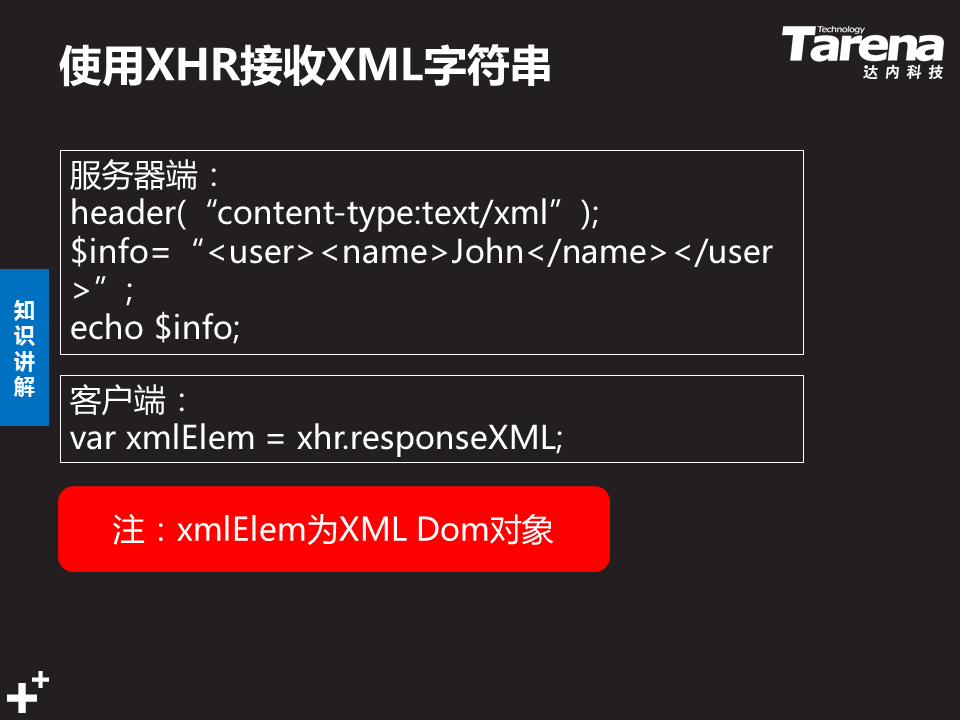 使用XHR接收XML字符串
Technology
Tarena
达内科技
服务器端：
header(“content-type:text/xml”);
$info=“<user><name>John</name></user
>”;
echo $info;
知识讲解
客户端：
var xmlElem = xhr.responseXML;
注：xmlElem为XML Dom对象